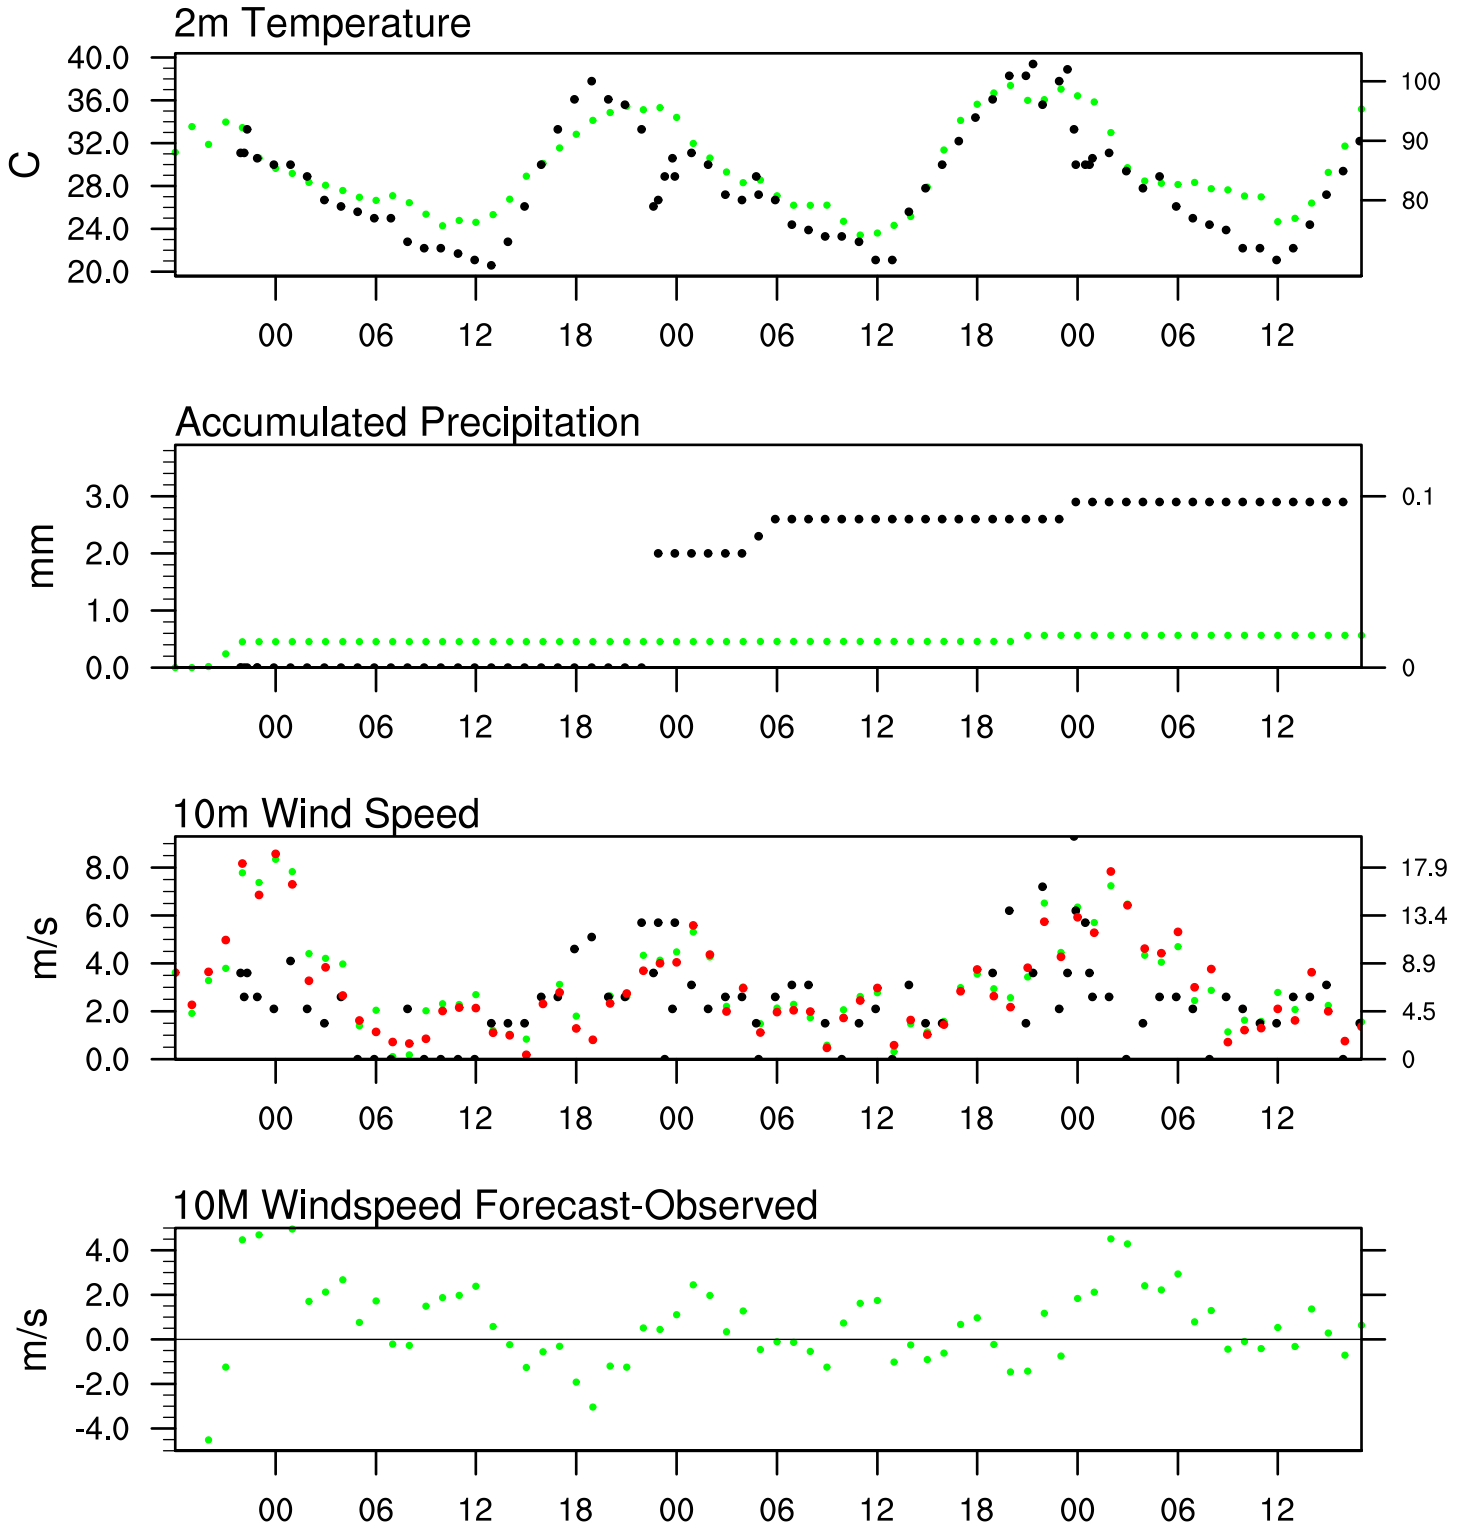 2m Temperature
40.0
36.0
32.0
28.0
24.0
20.0
C
100
90
80
00 06 12 18 00 06 12 18 00 06 12
Accumulated Precipitation
3.0
2.0
1.0
0.0
mm
0.1
0
00 06 12 18 00 06 12 18 00 06 12
10m Wind Speed
8.0
6.0
4.0
2.0
0.0
m/s
17.9
13.4
8.9
4.5
0
00 06 12 18 00 06 12 18 00 06 12
10M Windspeed Forecast-Observed
4.0
2.0
0.0
-2.0
-4.0
m/s
00 06 12 18 00 06 12 18 00 06 12